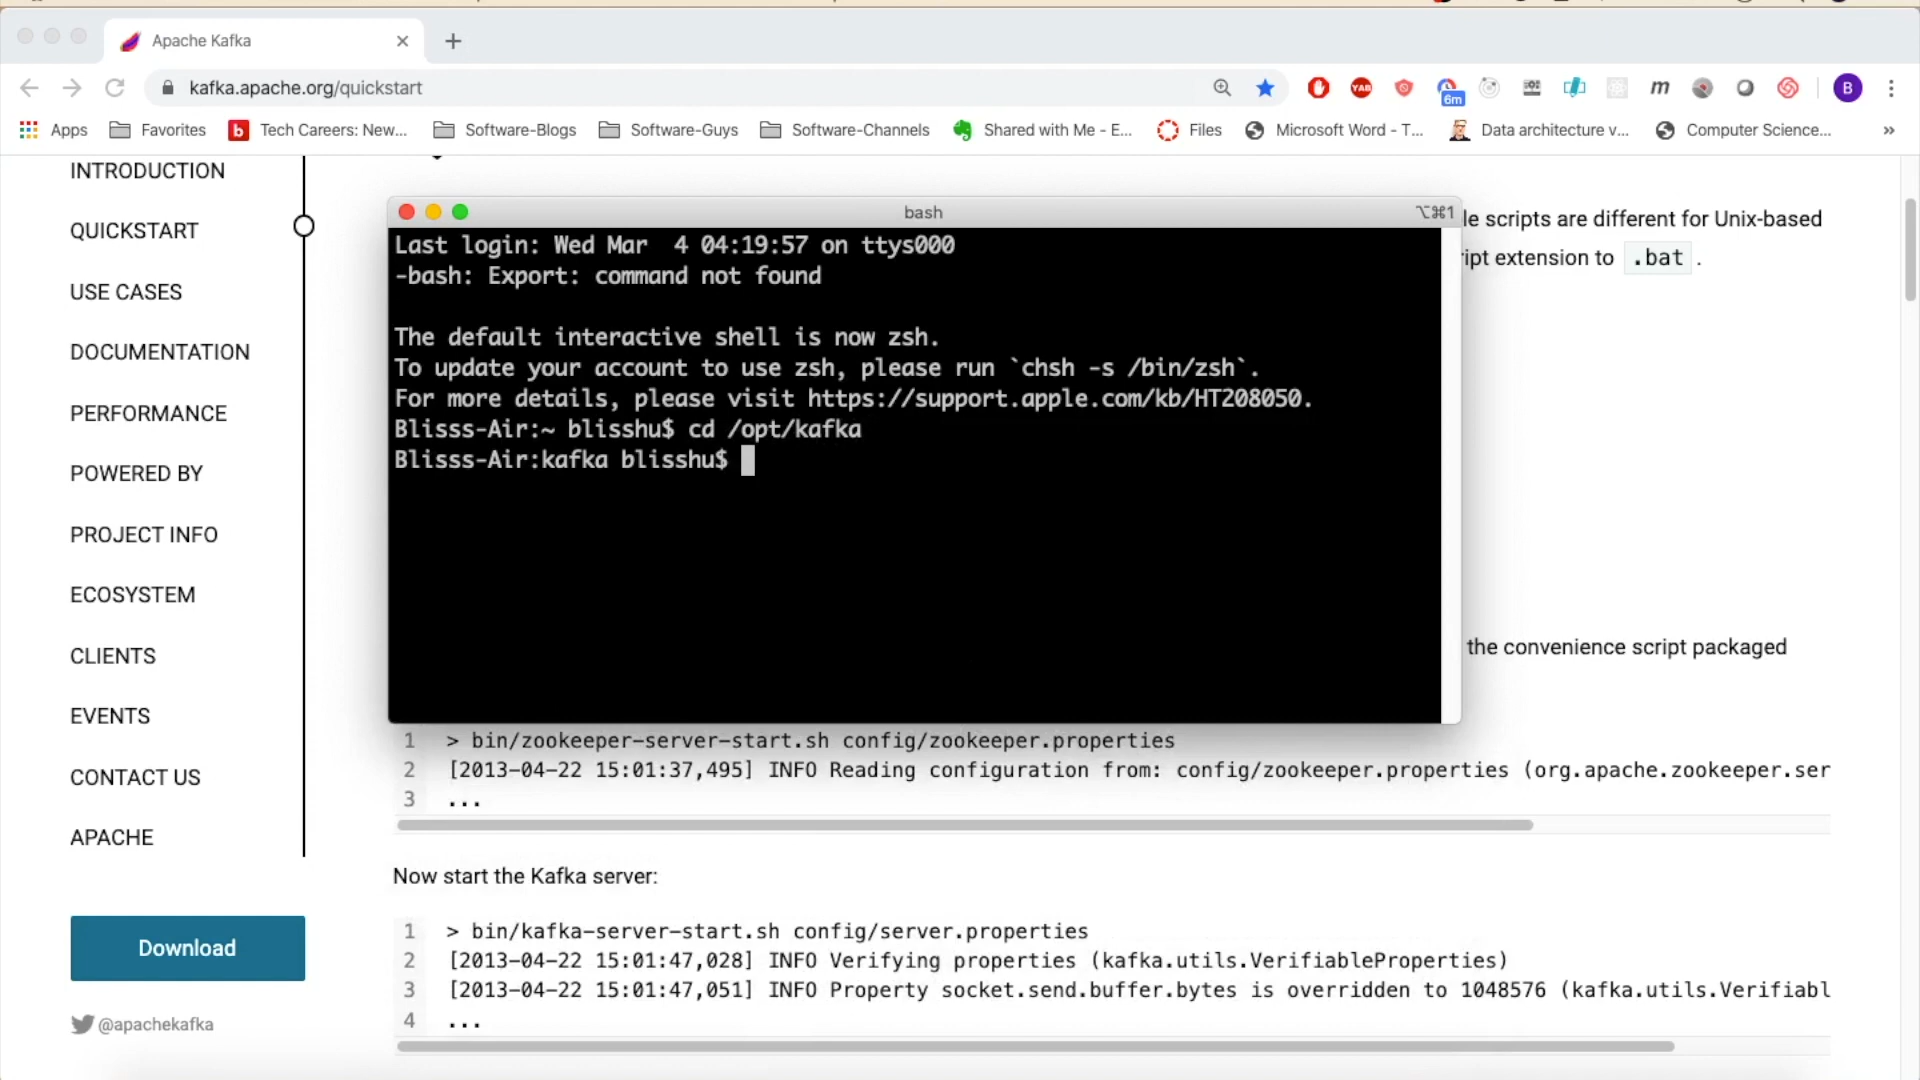 Apache Kafka
kafka.apache.org/quickstart
YAB
6m
m
B
Apps
Favorites
b
Tech Careers: New...
Software-Blogs
Software-Guys
Software-Channels
Shared with Me - E...
Files
Microsoft Word - T...
Data architecture v...
Computer Science...
»
INTRODUCTION
QUICKSTART
USE CASES
DOCUMENTATION
PERFORMANCE
POWERED BY
PROJECT INFO
ECOSYSTEM
CLIENTS
EVENTS
CONTACT US
APACHE
Download
@apachekafka
le scripts are different for Unix-based
ript extension to .bat .
bash
⌥⌘1
Last login: Wed Mar  4 04:19:57 on ttys000
-bash: Export: command not found
The default interactive shell is now zsh.
To update your account to use zsh, please run `chsh -s /bin/zsh`.
For more details, please visit https://support.apple.com/kb/HT208050.
Blisss-Air:~ blisshu$ cd /opt/kafka
Blisss-Air:kafka blisshu$
the convenience script packaged
1 > bin/zookeeper-server-start.sh config/zookeeper.properties
2 [2013-04-22 15:01:37,495] INFO Reading configuration from: config/zookeeper.properties (org.apache.zookeeper.ser
3 ...
Now start the Kafka server:
1 > bin/kafka-server-start.sh config/server.properties
2 [2013-04-22 15:01:47,028] INFO Verifying properties (kafka.utils.VerifiableProperties)
3 [2013-04-22 15:01:47,051] INFO Property socket.send.buffer.bytes is overridden to 1048576 (kafka.utils.Verifiabl
4 ...